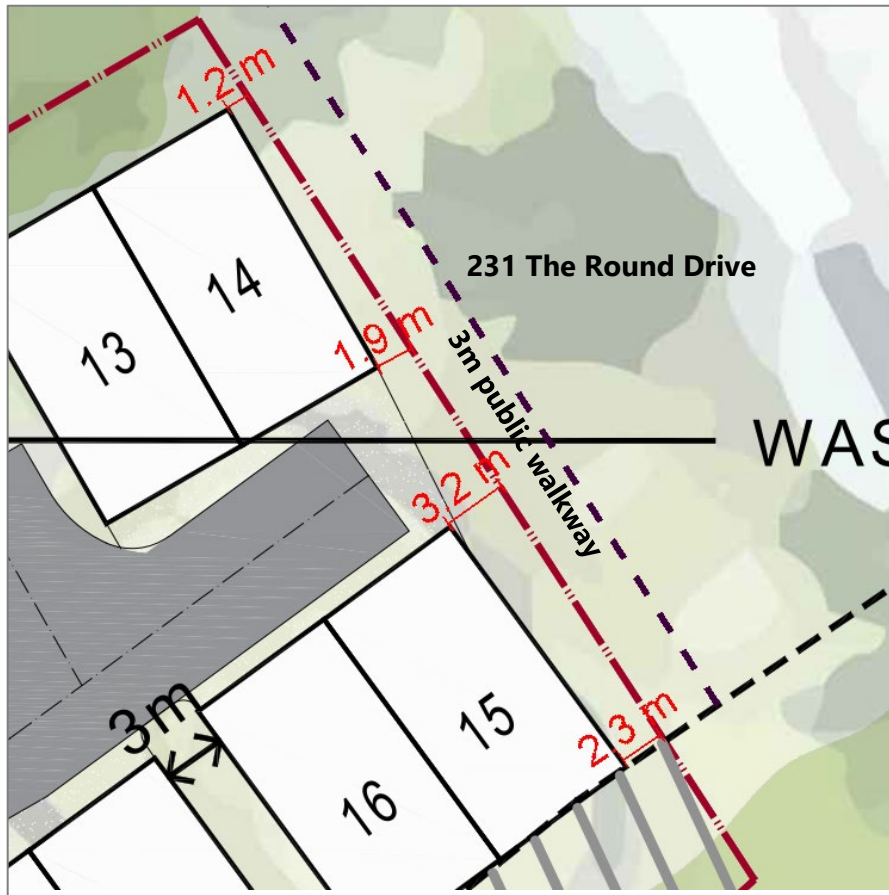 1.2 m
14
231 The Round Drive
13
1.9 m
3m public walkway
WAS
3.2 m
15
3m
2.3 m
16